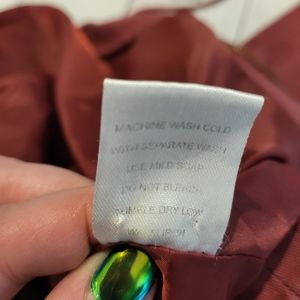 MACHINE WASH COLD
WITH SEPARATE WASH
USE MILD SOAP
DO NOT BLEACH
TUMBLE DRY LOW